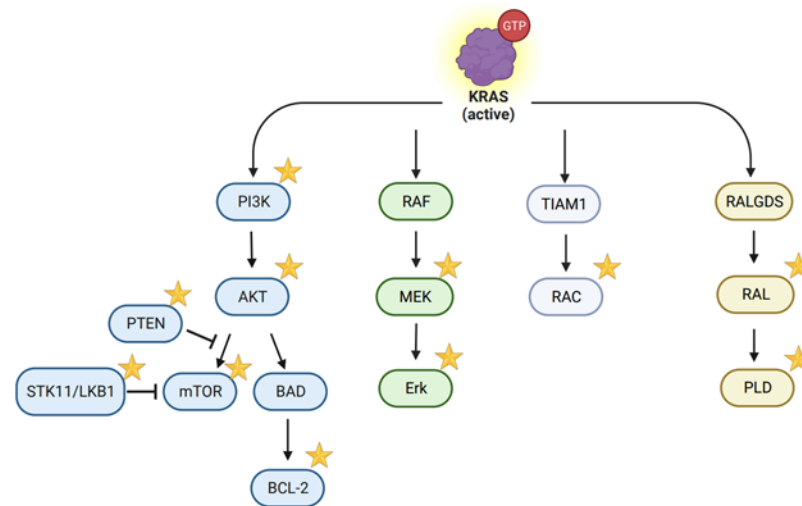 GTP
KRAS
(active)
PI3K
RAF
TIAM1
RALGDS
AKT
MEK
RAC
RAL
PTEN
STK11/LKB1
mTOR
BAD
Erk
PLD
BCL-2